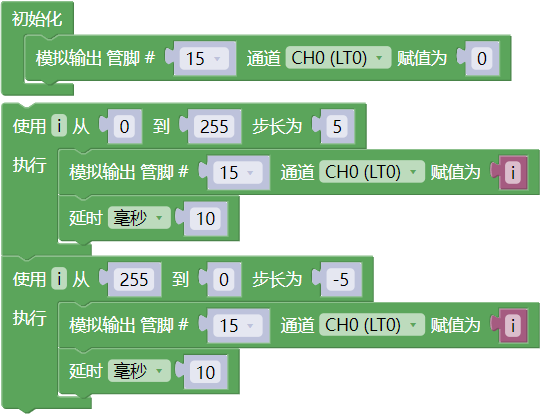 初始化
模拟输出 管脚 # 15 通道 CH0 (LT0) 赋值为 0
使用 i 从 0 到 255 步长为 5
执行 模拟输出 管脚 # 15 通道 CH0 (LT0) 赋值为 i
延时 毫秒 10
使用 i 从 255 到 0 步长为 -5
执行 模拟输出 管脚 # 15 通道 CH0 (LT0) 赋值为 i
延时 毫秒 10